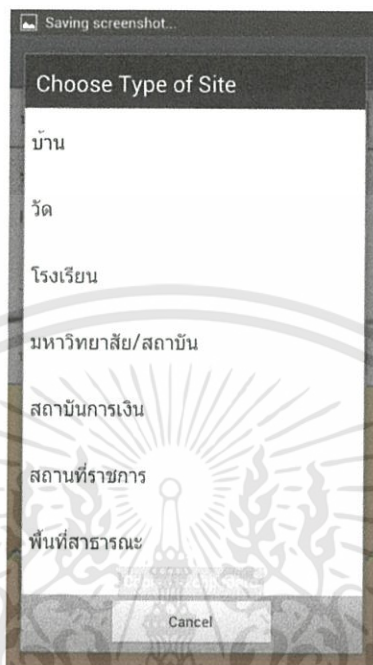 Saving screenshot...
Choose Type of Site
บ้าน
วัด
โรงเรียน
มหาวิทยาลัย/สถาบัน
สถาบันการเงิน
สถานที่ราชการ
พื้นที่สาธารณะ
Cancel